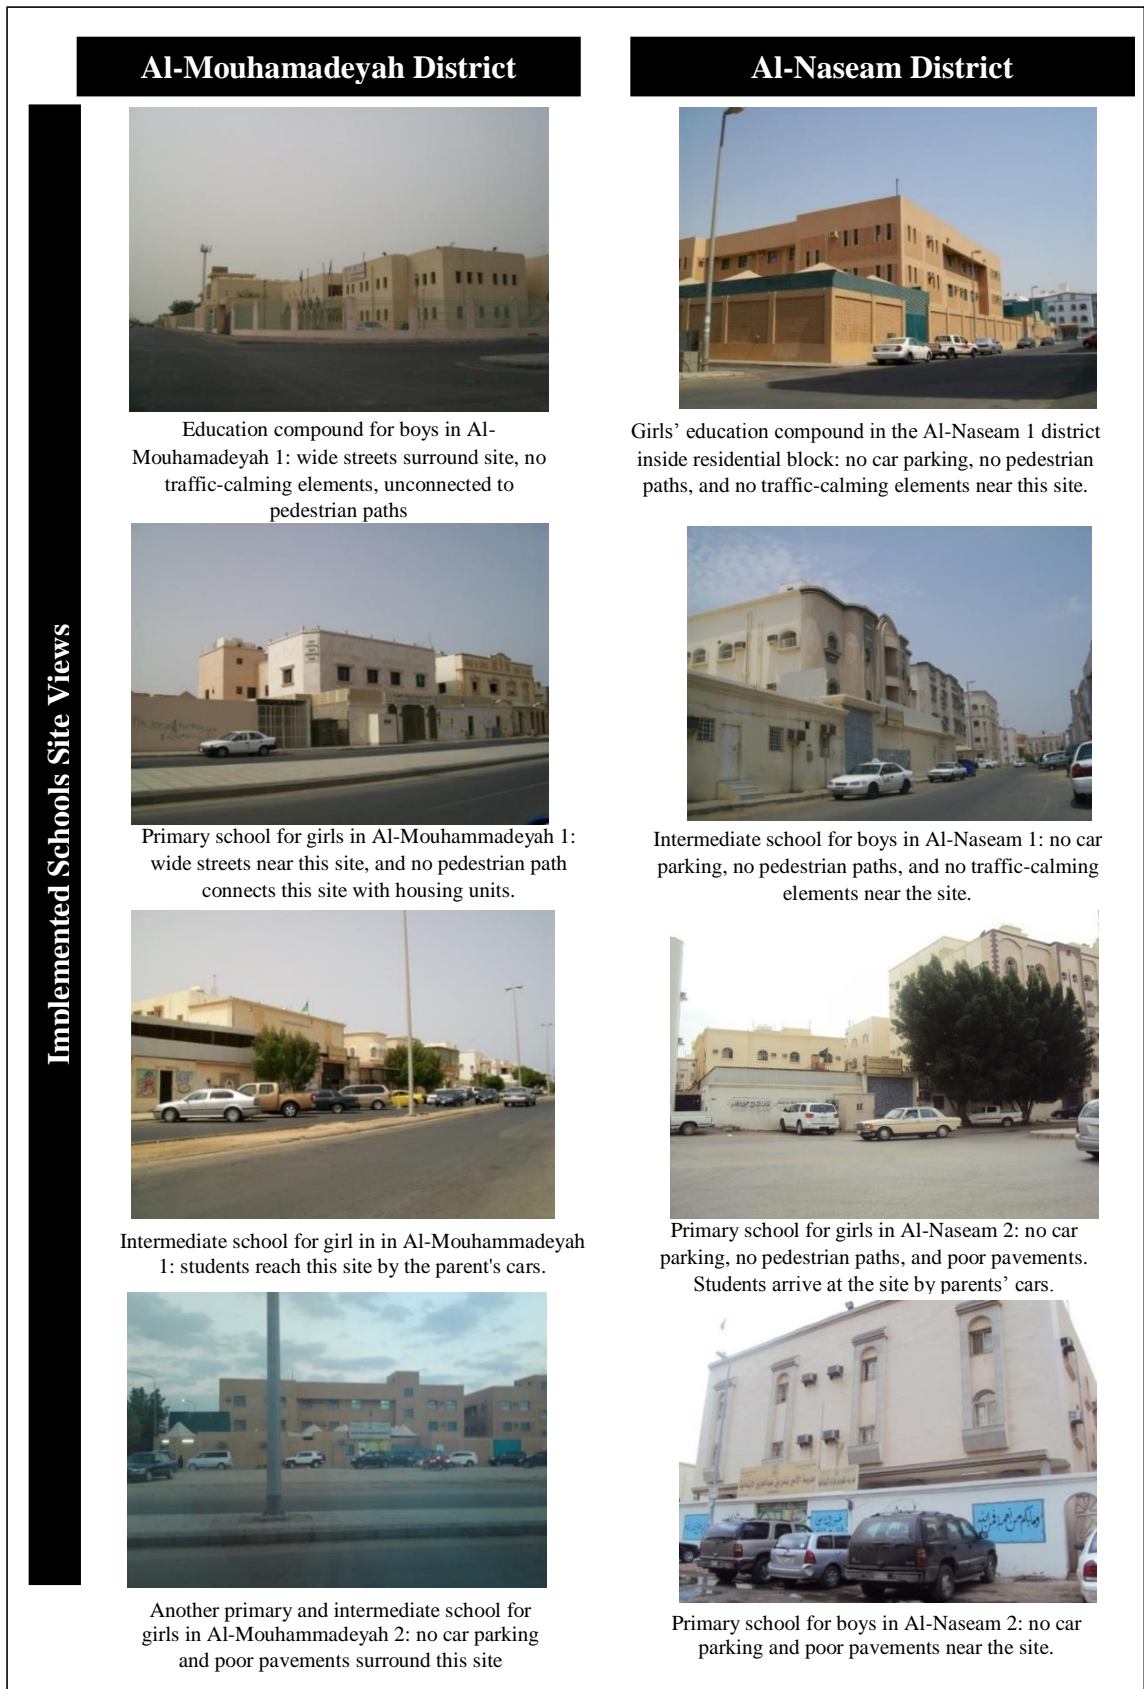 Al-Mouhamadeyah District
Al-Naseam District
Implemented Schools Site Views
Education compound for boys in Al-
Mouhamadeyah 1: wide streets surround site, no
traffic-calming elements, unconnected to
pedestrian paths
Girls’ education compound in the Al-Naseam 1 district
inside residential block: no car parking, no pedestrian
paths, and no traffic-calming elements near this site.
Primary school for girls in Al-Mouhammadeyah 1:
wide streets near this site, and no pedestrian path
connects this site with housing units.
Intermediate school for boys in Al-Naseam 1: no car
parking, no pedestrian paths, and no traffic-calming
elements near the site.
Intermediate school for girl in in Al-Mouhammadeyah
1: students reach this site by the parent's cars.
Primary school for girls in Al-Naseam 2: no car
parking, no pedestrian paths, and poor pavements.
Students arrive at the site by parents’ cars.
Another primary and intermediate school for
girls in Al-Mouhammadeyah 2: no car parking
and poor pavements surround this site
وما بكم من نعمة فمن الله
Primary school for boys in Al-Naseam 2: no car
parking and poor pavements near the site.